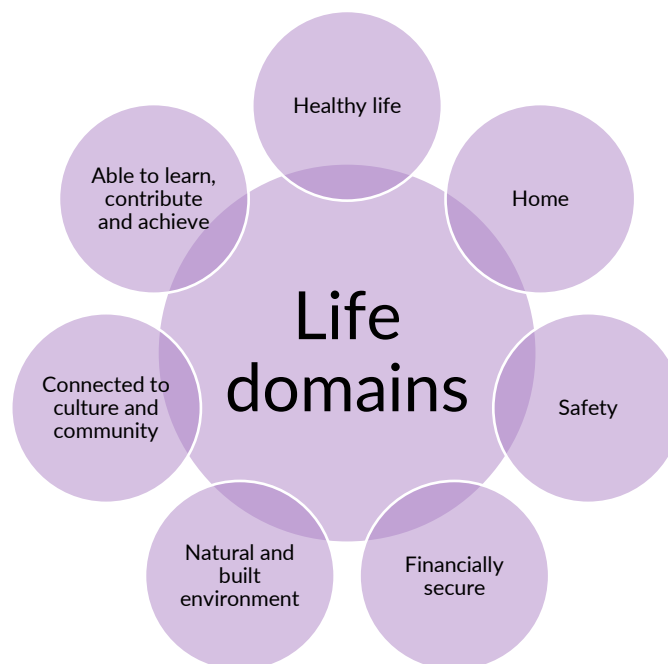 Healthy life
Home
Safety
Financially
secure
Natural and
built
environment
Connected to
culture and
community
Able to learn,
contribute
and achieve
Life
domains